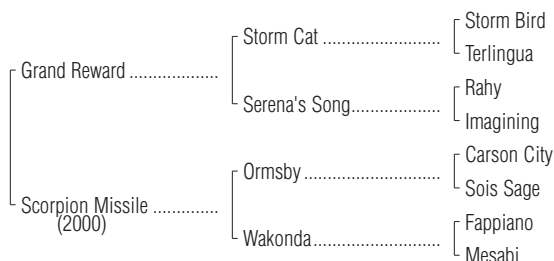 Storm Bird
Storm Cat ........................................
Terlingua
Grand Reward ..................
Rahy
Serena's Song..............................
Imagining
Carson City
Ormsby ............................................
Sois Sage
Scorpion Missile .............
(2000)
Fappiano
Wakonda..........................................
Mesabi